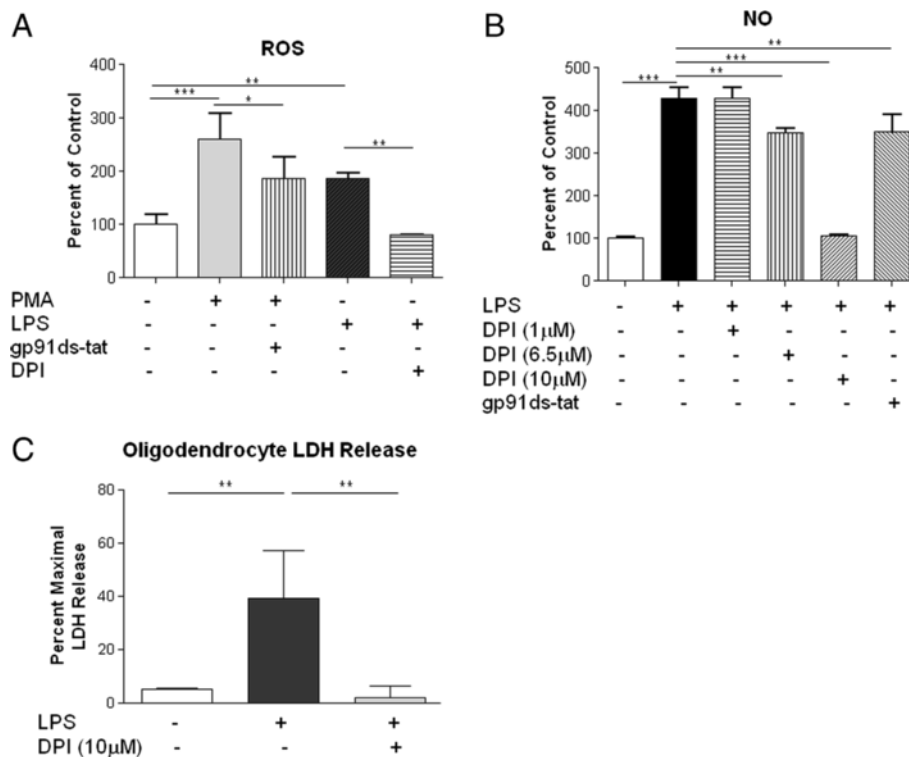 A
ROS
***
**
*
**
Percent of Control
400
300
200
100
0
PMA - + + - -
LPS - - - + +
gp91ds-tat - - + - -
DPI - - - - +
B
NO
**
***
***
**
Percent of Control
500
400
300
200
100
0
LPS - + + + + +
DPI (1µM) - - + - - -
DPI (6.5µM) - - - + - -
DPI (10µM) - - - - + -
gp91ds-tat - - - - - +
C
Oligodendrocyte LDH Release
**
**
Percent Maximal
LDH Release
80
60
40
20
0
LPS - + +
DPI (10µM) - - +